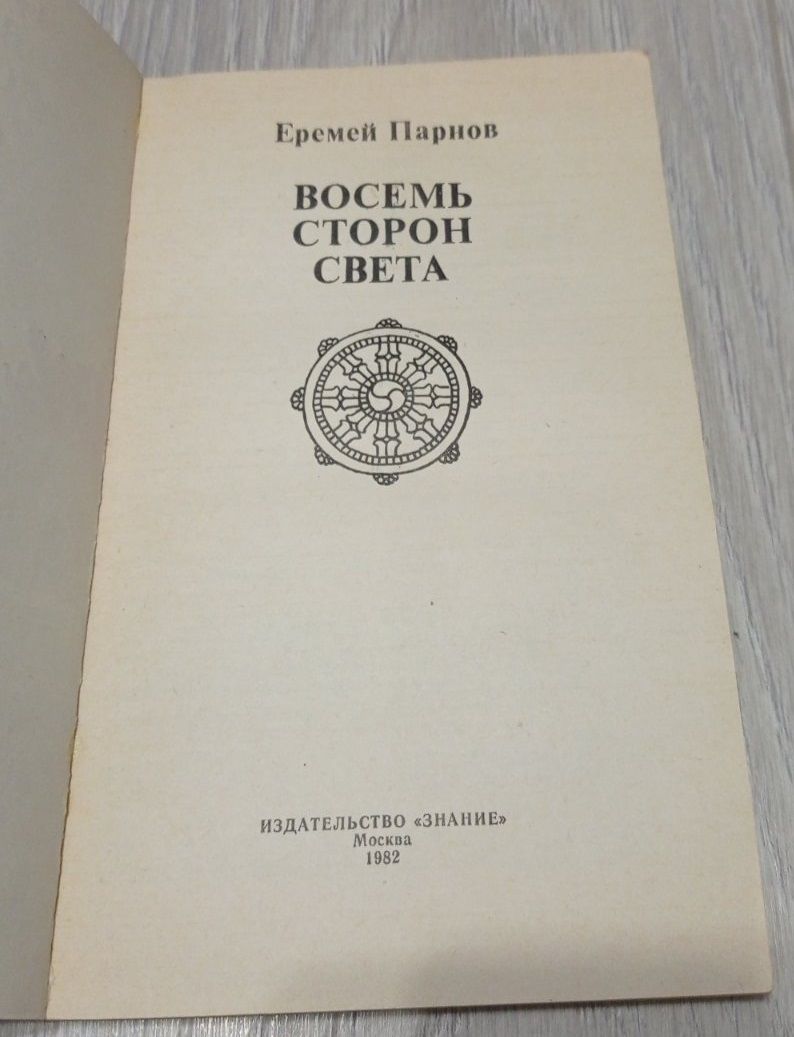 Еремей Парнов
ВОСЕМЬ
СТОРОН
СВЕТА
ИЗДАТЕЛЬСТВО «ЗНАНИЕ»
Москва
1982